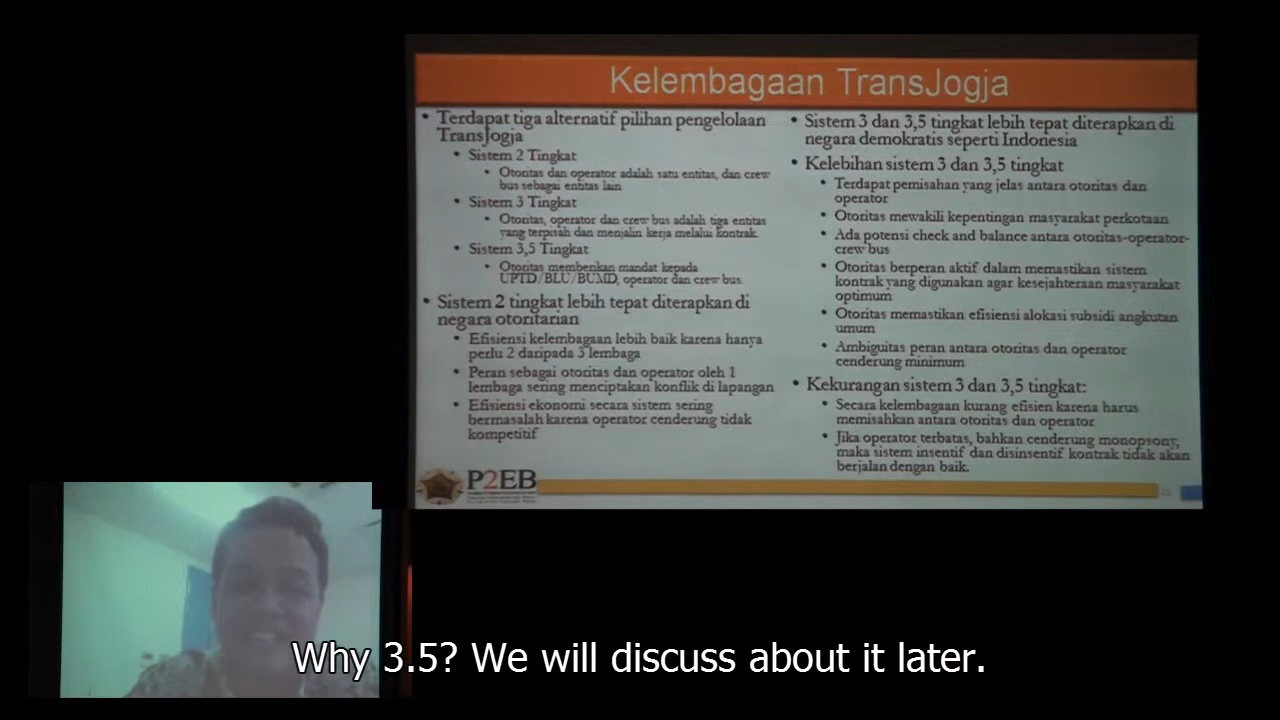 Kelembagaan TransJogja
• Terdapat tiga alternatif pilihan pengelolaan
TransJogja
• Sistem 2 Tingkat
• Otoritas dan operator adalah satu entitas, dan crew
bus sebagai entitas lain
• Sistem 3 Tingkat
• Otoritas, operator dan crew bus adalah tiga entitas
yang terpisah dan menjalin kerja melalui kontrak.
• Sistem 3,5 Tingkat
• Otoritas memberikan mandat kepada
UPTD/BLU/BUMD, operator dan crew bus.
• Sistem 2 tingkat lebih tepat diterapkan di
negara otoritarian
• Efisiensi kelembagaan lebih baik karena hanya
perlu 2 daripada 3 lembaga
• Peran sebagai otoritas dan operator oleh 1
lembaga sering menciptakan konflik di lapangan
• Efisiensi ekonomi secara sistem sering
bermasalah karena operator cenderung tidak
kompetitif
• Sistem 3 dan 3,5 tingkat lebih tepat diterapkan di
negara demokratis seperti Indonesia
• Kelebihan sistem 3 dan 3,5 tingkat
• Terdapat pemisahan yang jelas antara otoritas dan
operator
• Otoritas mewakili kepentingan masyarakat perkotaan
• Ada potensi check and balance antara otoritas-operator-
crew bus
• Otoritas berperan aktif dalam memastikan sistem
kontrak yang digunakan agar kesejahteraan masyarakat
optimum
• Otoritas memastikan efisiensi alokasi subsidi angkutan
umum
• Ambiguitas peran antara otoritas dan operator
cenderung minimum
• Kekurangan sistem 3 dan 3,5 tingkat:
• Secara kelembagaan kurang efisien karena harus
memisahkan antara otoritas dan operator
• Jika operator terbatas, bahkan cenderung monopsony,
maka sistem insentif dan disinsentif kontrak tidak akan
berjalan dengan baik.
P2EB
Why 3.5? We will discuss about it later.